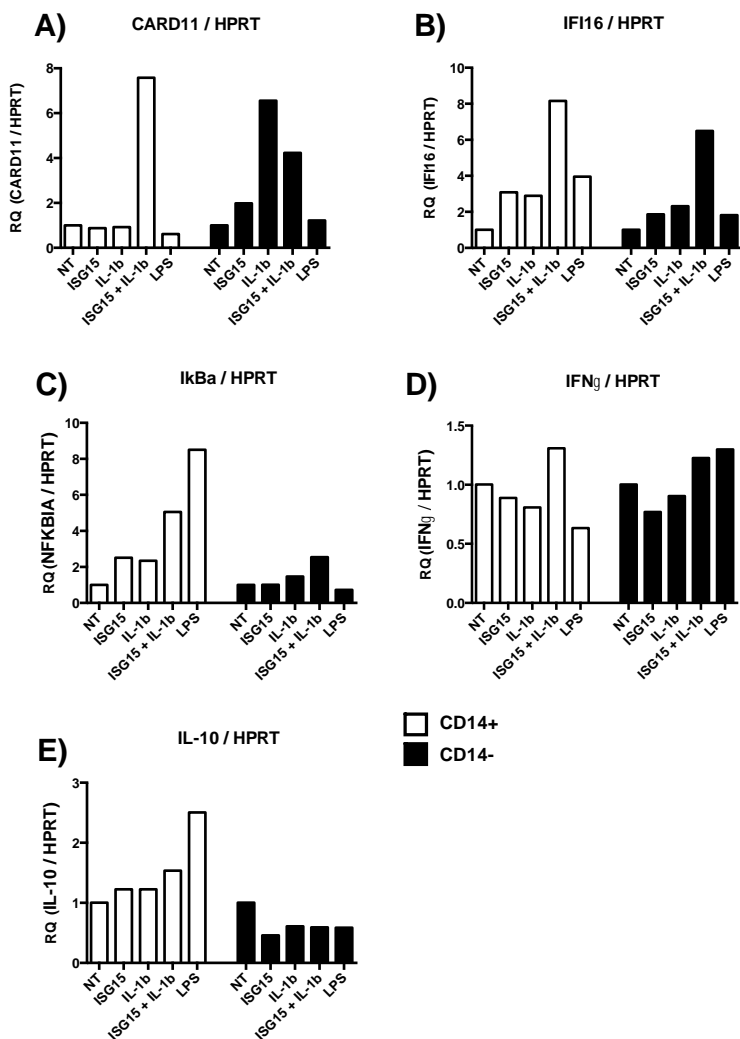 A)
CARD11 / HPRT
RQ (CARD11 / HPRT)
8
6
4
2
0
NT
ISG15
IL-1b
ISG15 + IL-1b
LPS
NT
ISG15
IL-1b
ISG15 + IL-1b
LPS
B)
IFI16 / HPRT
RQ (IFI16 / HPRT)
10
8
6
4
2
0
NT
ISG15
IL-1b
ISG15 + IL-1b
LPS
NT
ISG15
IL-1b
ISG15 + IL-1b
LPS
C)
IkBa / HPRT
RQ (NFKBIA / HPRT)
10
8
6
4
2
0
NT
ISG15
IL-1b
ISG15 + IL-1b
LPS
NT
ISG15
IL-1b
ISG15 + IL-1b
LPS
D)
IFNg / HPRT
RQ (IFNg / HPRT)
1.5
1.0
0.5
0.0
NT
ISG15
IL-1b
ISG15 + IL-1b
LPS
NT
ISG15
IL-1b
ISG15 + IL-1b
LPS
CD14+
CD14-
E)
IL-10 / HPRT
RQ (IL-10 / HPRT)
3
2
1
0
NT
ISG15
IL-1b
ISG15 + IL-1b
LPS
NT
ISG15
IL-1b
ISG15 + IL-1b
LPS